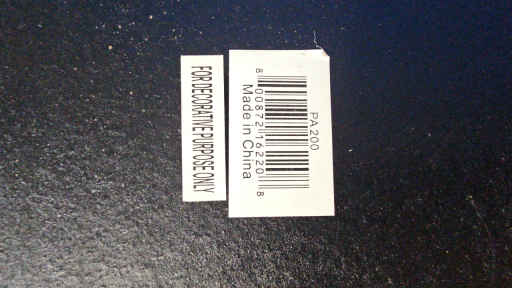 PA200
8 00872 16220 8
Made in China
FOR DECORATIVE PURPOSE ONLY